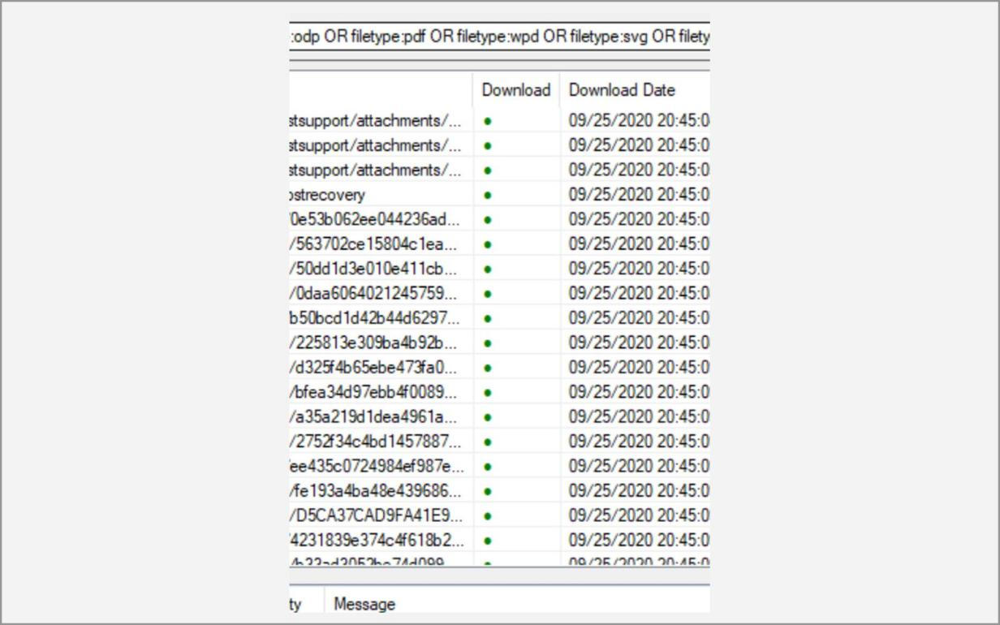 :odp OR filetype:pdf OR filetype:wpd OR filetype:svg OR filety
Download Download Date
stsupport/attachments/... 09/25/2020 20:45:0
stsupport/attachments/... 09/25/2020 20:45:0
stsupport/attachments/... 09/25/2020 20:45:0
ostrecovery 09/25/2020 20:45:0
/0e53b062ee044236ad... 09/25/2020 20:45:0
/563702ce15804c1ea... 09/25/2020 20:45:0
/50dd1d3e010e411cb... 09/25/2020 20:45:0
/0daa6064021245759... 09/25/2020 20:45:0
b50bcd1d42b44d6297... 09/25/2020 20:45:0
/225813e309ba4b92b... 09/25/2020 20:45:0
/d325f4b65ebe473fa0... 09/25/2020 20:45:0
/bfea34d97ebb4f0089... 09/25/2020 20:45:0
/a35a219d1dea4961a... 09/25/2020 20:45:0
/2752f34c4bd1457887... 09/25/2020 20:45:0
/ee435c0724984ef987e... 09/25/2020 20:45:0
/fe193a4ba48e439686... 09/25/2020 20:45:0
/D5CA37CAD9FA41E9... 09/25/2020 20:45:0
/4231839e374c4f618b2... 09/25/2020 20:45:0
09/25/2020 20:45:0
ty Message